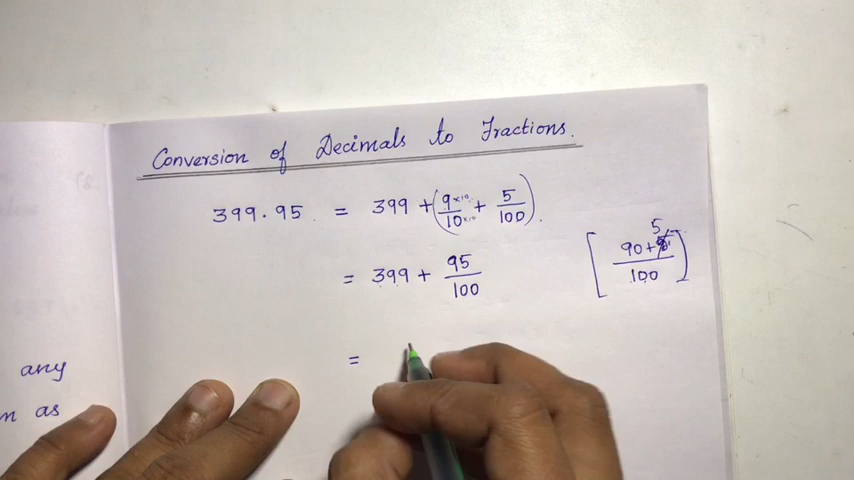 Conversion of Decimals to Fractions.
399.95 = 399 + (9×10/10×10 + 5/100).
= 399 + 95/100 [90+5/100]
=
any
m as